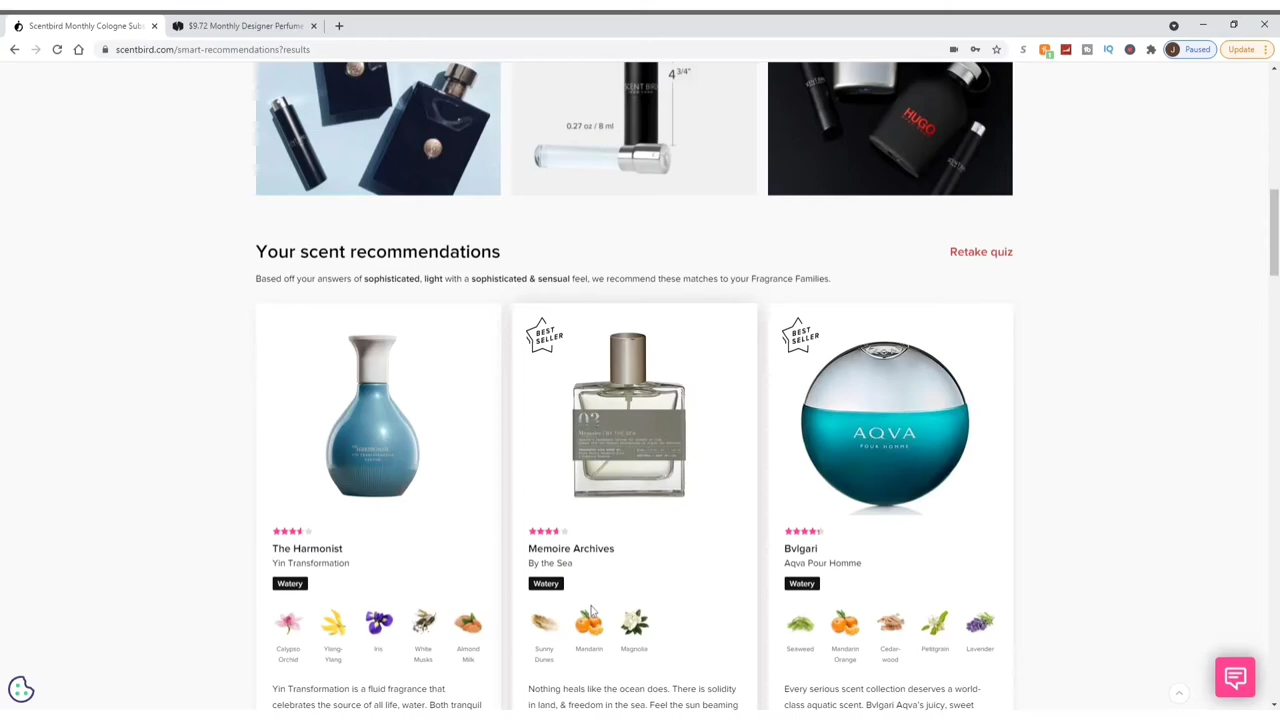 Scentbird Monthly Cologne Sub
$9.72 Monthly Designer Perfume
scentbird.com/smart-recommendations?results
Paused
Update
4 3/4"
SCENT BIRD
0.27 oz / 8 ml
HUGO
Your scent recommendations
Retake quiz
Based off your answers of sophisticated, light with a sophisticated & sensual feel, we recommend these matches to your Fragrance Families.
BEST SELLER
BEST SELLER
03
AQVA
POUR HOMME
The Harmonist
Yin Transformation
Watery
Calypso Orchid
Ylang-Ylang
Iris
White Musks
Almond Milk
Yin Transformation is a fluid fragrance that
celebrates the source of all life, water. Both tranquil
Memoire Archives
By the Sea
Watery
Sunny Dunes
Mandarin
Magnolia
Nothing heals like the ocean does. There is solidity
in land, & freedom in the sea. Feel the sun beaming
Bvlgari
Aqva Pour Homme
Watery
Seaweed
Mandarin Orange
Cedar-wood
Petitgrain
Lavender
Every serious scent collection deserves a world-
class aquatic scent. Bvlgari Aqva's juicy, sweet